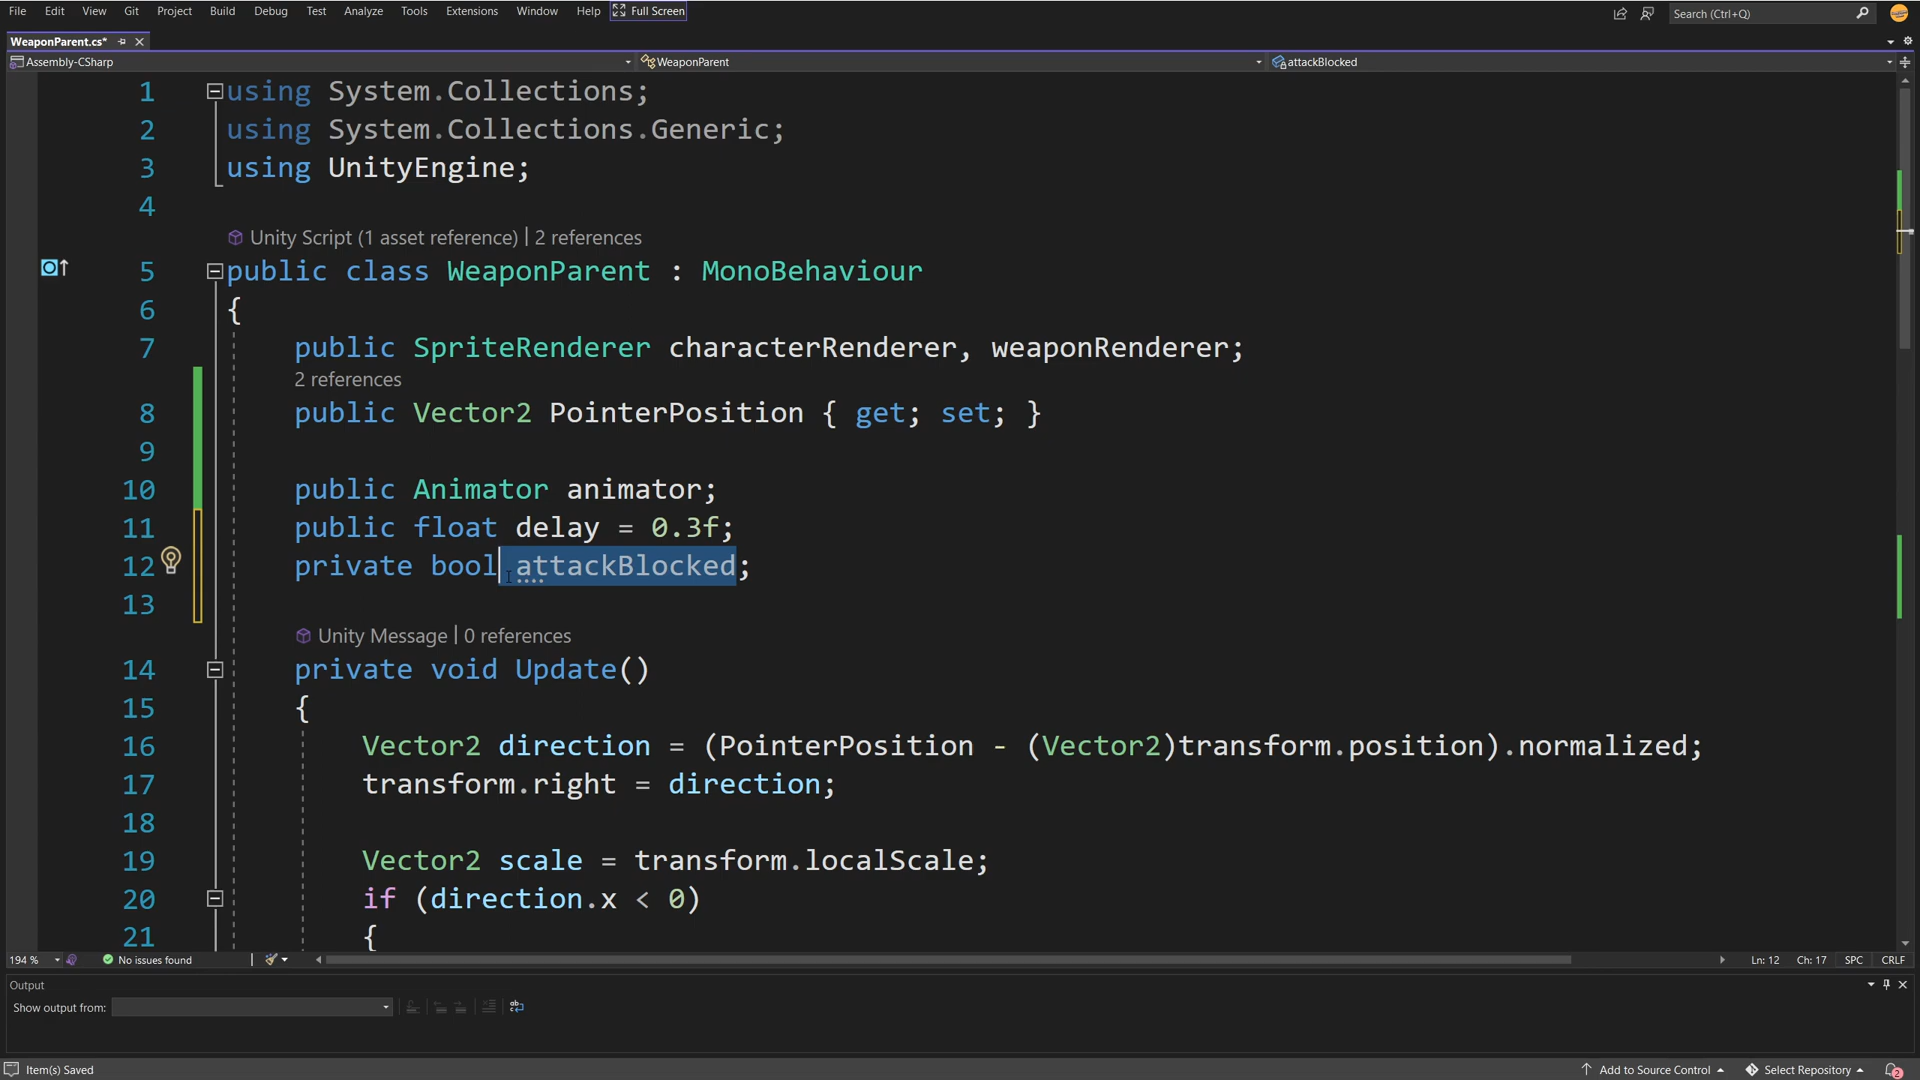 File Edit View Git Project Build Debug Test Analyze Tools Extensions Window Help Full Screen Search (Ctrl+Q)
WeaponParent.cs*
Assembly-CSharp WeaponParent attackBlocked
1 using System.Collections;
2 using System.Collections.Generic;
3 using UnityEngine;
4
Unity Script (1 asset reference) | 2 references
5 public class WeaponParent : MonoBehaviour
6 {
7 public SpriteRenderer characterRenderer, weaponRenderer;
2 references
8 public Vector2 PointerPosition { get; set; }
9
10 public Animator animator;
11 public float delay = 0.3f;
12 private bool attackBlocked;
13
Unity Message | 0 references
14 private void Update()
15 {
16 Vector2 direction = (PointerPosition - (Vector2)transform.position).normalized;
17 transform.right = direction;
18
19 Vector2 scale = transform.localScale;
20 if (direction.x < 0)
21 {
194 % No issues found Ln: 12 Ch: 17 SPC CRLF
Output
Show output from:
Item(s) Saved Add to Source Control Select Repository 2